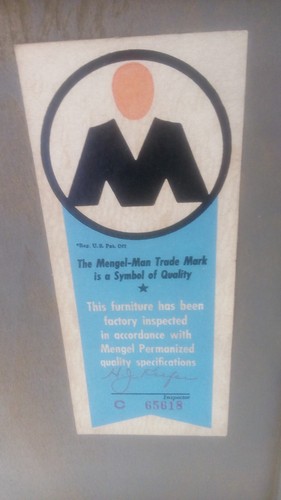 *Reg. U.S. Pat. Off
The Mengel-Man Trade Mark
is a Symbol of Quality
This furniture has been
factory inspected
in accordance with
Mengel Permanized
quality specifications
Inspector
C 65618